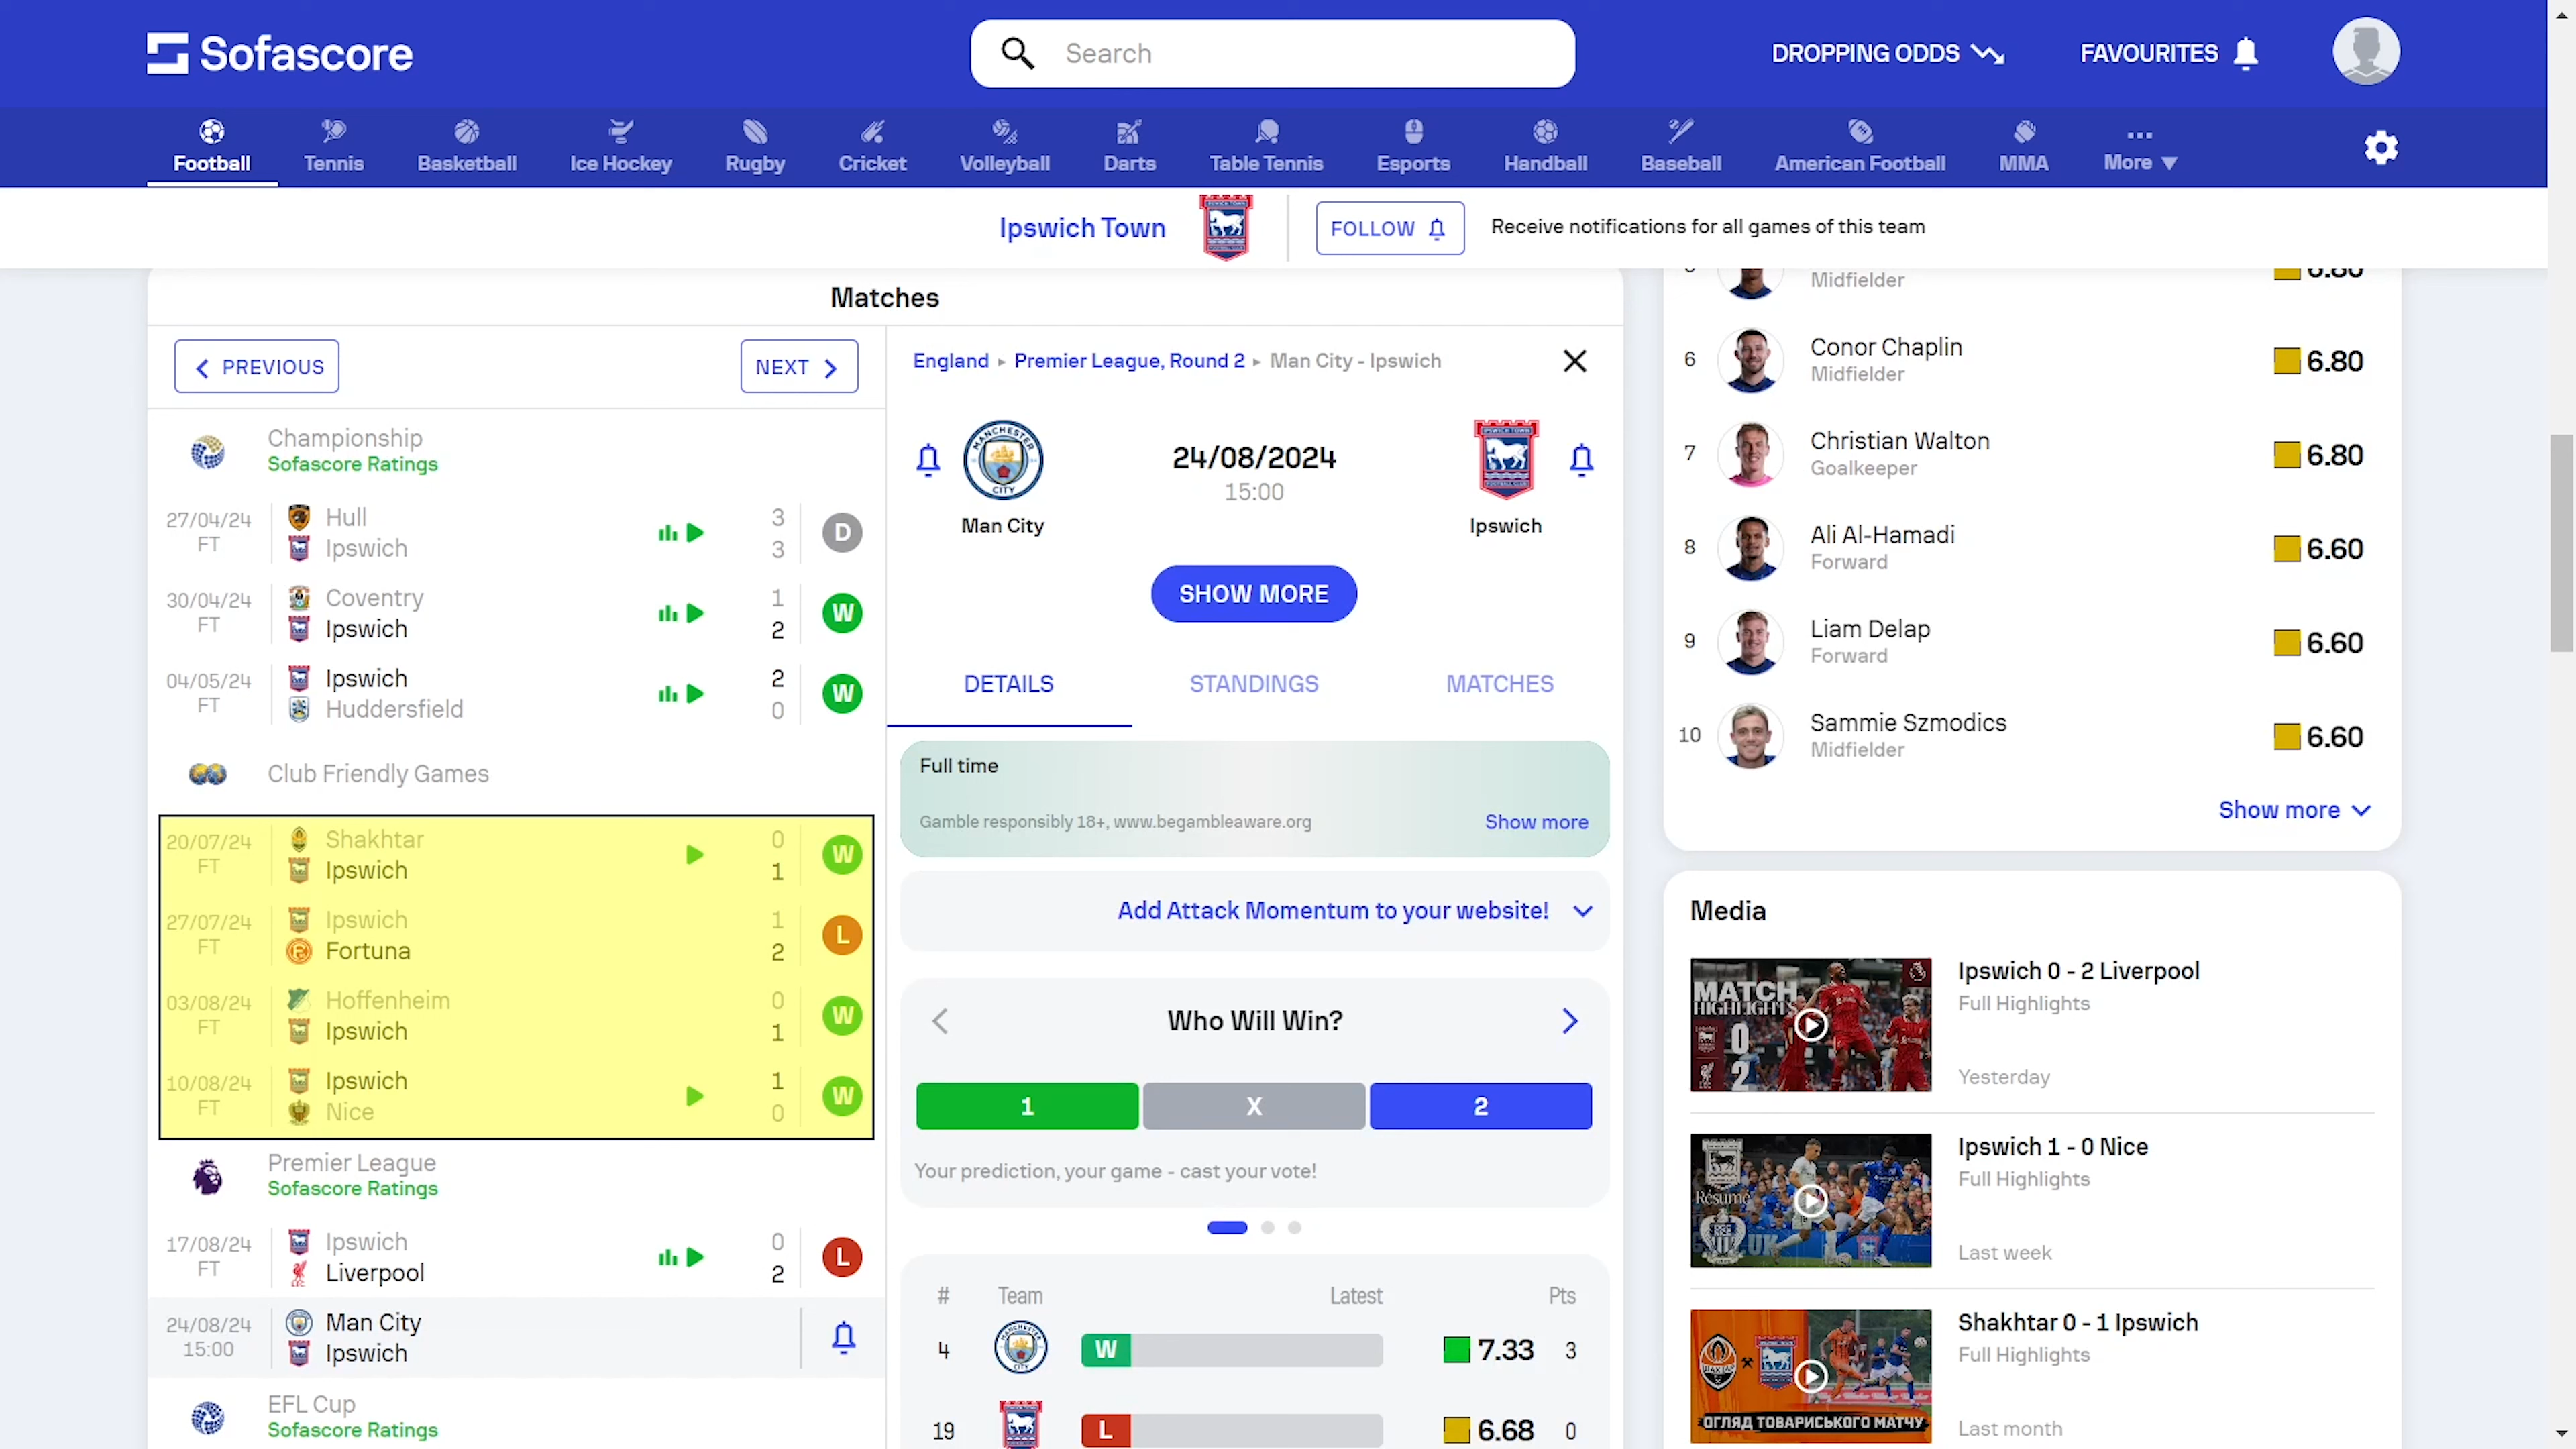 Sofascore
Search
DROPPING ODDS
FAVOURITES
Football
Tennis
Basketball
Ice Hockey
Rugby
Cricket
Volleyball
Darts
Table Tennis
Esports
Handball
Baseball
American Football
MMA
More
Ipswich Town
FOLLOW
Receive notifications for all games of this team
Matches
PREVIOUS
NEXT
Championship
Sofascore Ratings
27/04/24 Hull 3
FT Ipswich 3
D
30/04/24 Coventry 1
FT Ipswich 2
W
04/05/24 Ipswich 2
FT Huddersfield 0
W
Club Friendly Games
20/07/24 Shakhtar 0
FT Ipswich 1
W
27/07/24 Ipswich 1
FT Fortuna 2
L
03/08/24 Hoffenheim 0
FT Ipswich 1
W
10/08/24 Ipswich 1
FT Nice 0
W
Premier League
Sofascore Ratings
17/08/24 Ipswich 0
FT Liverpool 2
L
24/08/24 Man City
15:00 Ipswich
EFL Cup
Sofascore Ratings
England ▸ Premier League, Round 2 ▸ Man City - Ipswich
24/08/2024
15:00
Man City
Ipswich
SHOW MORE
DETAILS
STANDINGS
MATCHES
Full time
Gamble responsibly 18+, www.begambleaware.org
Show more
Add Attack Momentum to your website!
Who Will Win?
1
X
2
Your prediction, your game - cast your vote!
# Team Latest Pts
4 W 7.33 3
19 L 6.68 0
Midfielder
6 Conor Chaplin 6.80
Midfielder
7 Christian Walton 6.80
Goalkeeper
8 Ali Al-Hamadi 6.60
Forward
9 Liam Delap 6.60
Forward
10 Sammie Szmodics 6.60
Midfielder
Show more
Media
MATCH
HIGHLIGHTS
0
2
Ipswich 0 - 2 Liverpool
Full Highlights
Yesterday
Résumé
Ipswich 1 - 0 Nice
Full Highlights
Last week
ОГЛЯД ТОВАРИСЬКОГО МАТЧУ
Shakhtar 0 - 1 Ipswich
Full Highlights
Last month